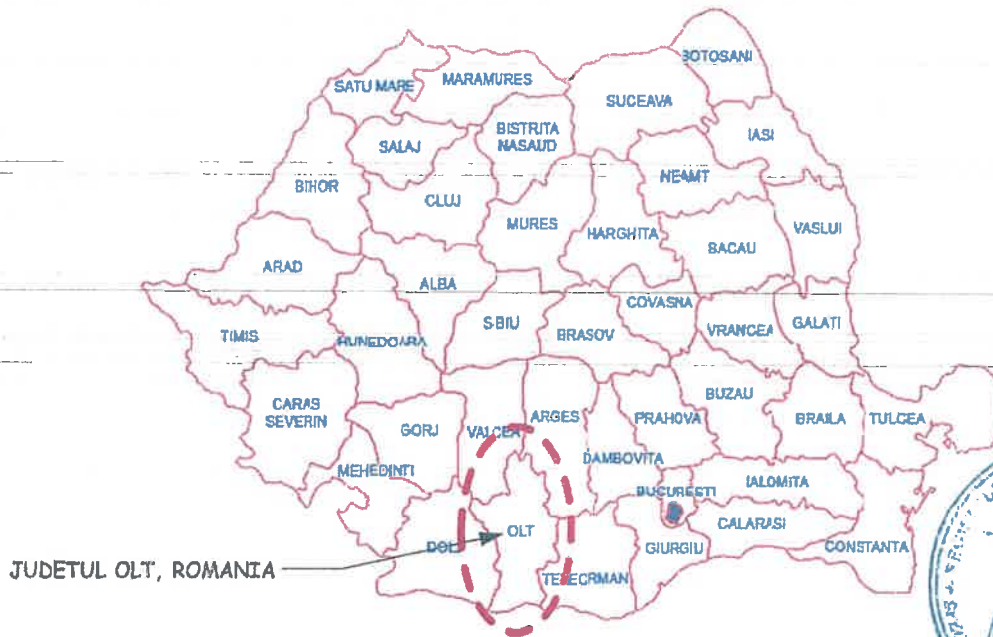 BOTOSANI
SATU MARE
MARAMURES
SUCEAVA
BISTRITA
NASAUD
IASI
SALAJ
NEAMT
BIHOR
CLUJ
MURES
HARGHITA
BACAU
VASLUI
ARAD
ALBA
COVASNA
TIMIS
HUNEDOARA
SIBIU
BRASOV
VRANCEA
GALATI
CARAS
SEVERIN
GORJ
VALCEA
ARGES
PRAHOVA
BUZAU
BRAILA
TULCEA
MEHEDINTI
DAMBOVITA
BUCURESTI
IALOMITA
DOLJ
OLT
GIURGIU
CALARASI
CONSTANTA
JUDETUL OLT, ROMANIA